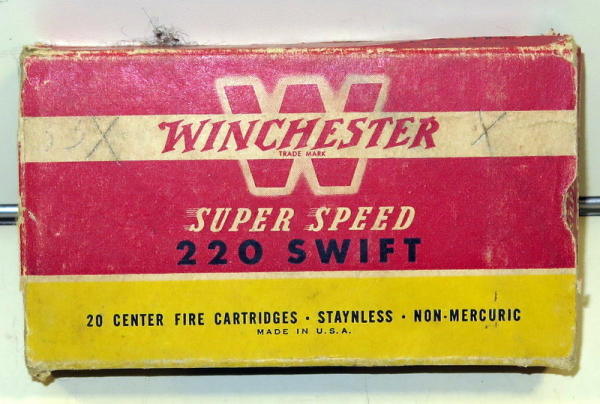 WINCHESTER
TRADE MARK
SUPER SPEED
220 SWIFT
20 CENTER FIRE CARTRIDGES · STAYNLESS · NON-MERCURIC
MADE IN U.S.A.